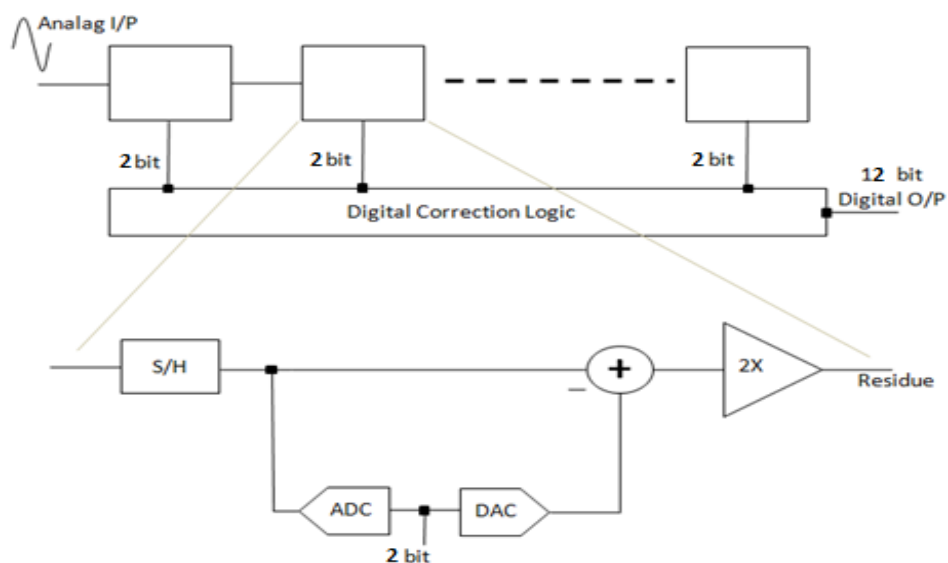 Analag I/P
2 bit
2 bit
2 bit
12 bit
Digital O/P
Digital Correction Logic
S/H
+
−
2X
Residue
ADC
DAC
2 bit